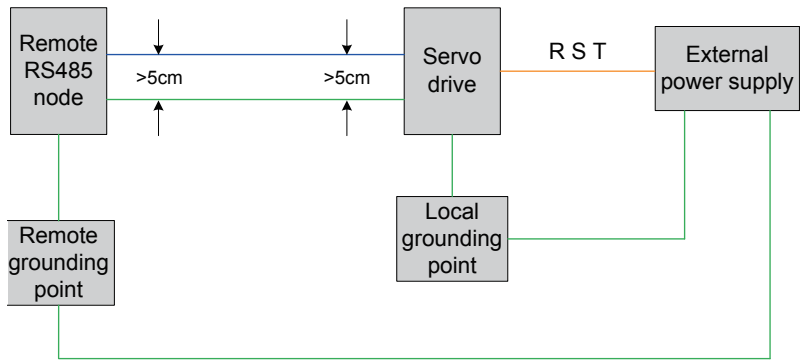 Remote
RS485
node
>5cm
>5cm
Servo
drive
R S T
External
power supply
Local
grounding
point
Remote
grounding
point